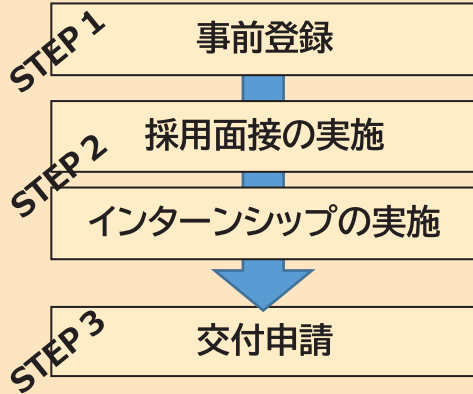 STEP 1
事前登録
STEP 2
採用面接の実施
インターンシップの実施
STEP 3
交付申請